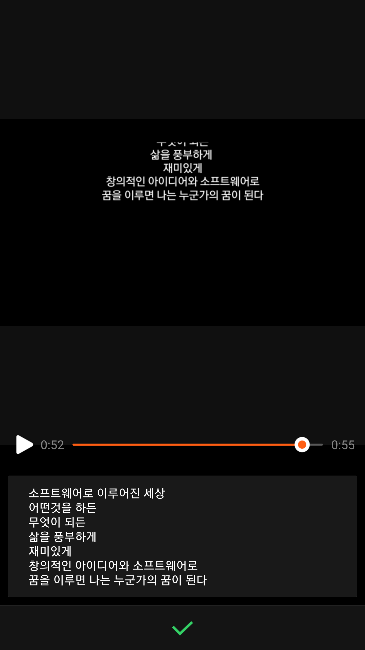 무엇이 되든
삶을 풍부하게
재미있게
창의적인 아이디어와 소프트웨어로
꿈을 이루면 나는 누군가의 꿈이 된다
0:52
0:55
소프트웨어로 이루어진 세상
어떤것을 하든
무엇이 되든
삶을 풍부하게
재미있게
창의적인 아이디어와 소프트웨어로
꿈을 이루면 나는 누군가의 꿈이 된다